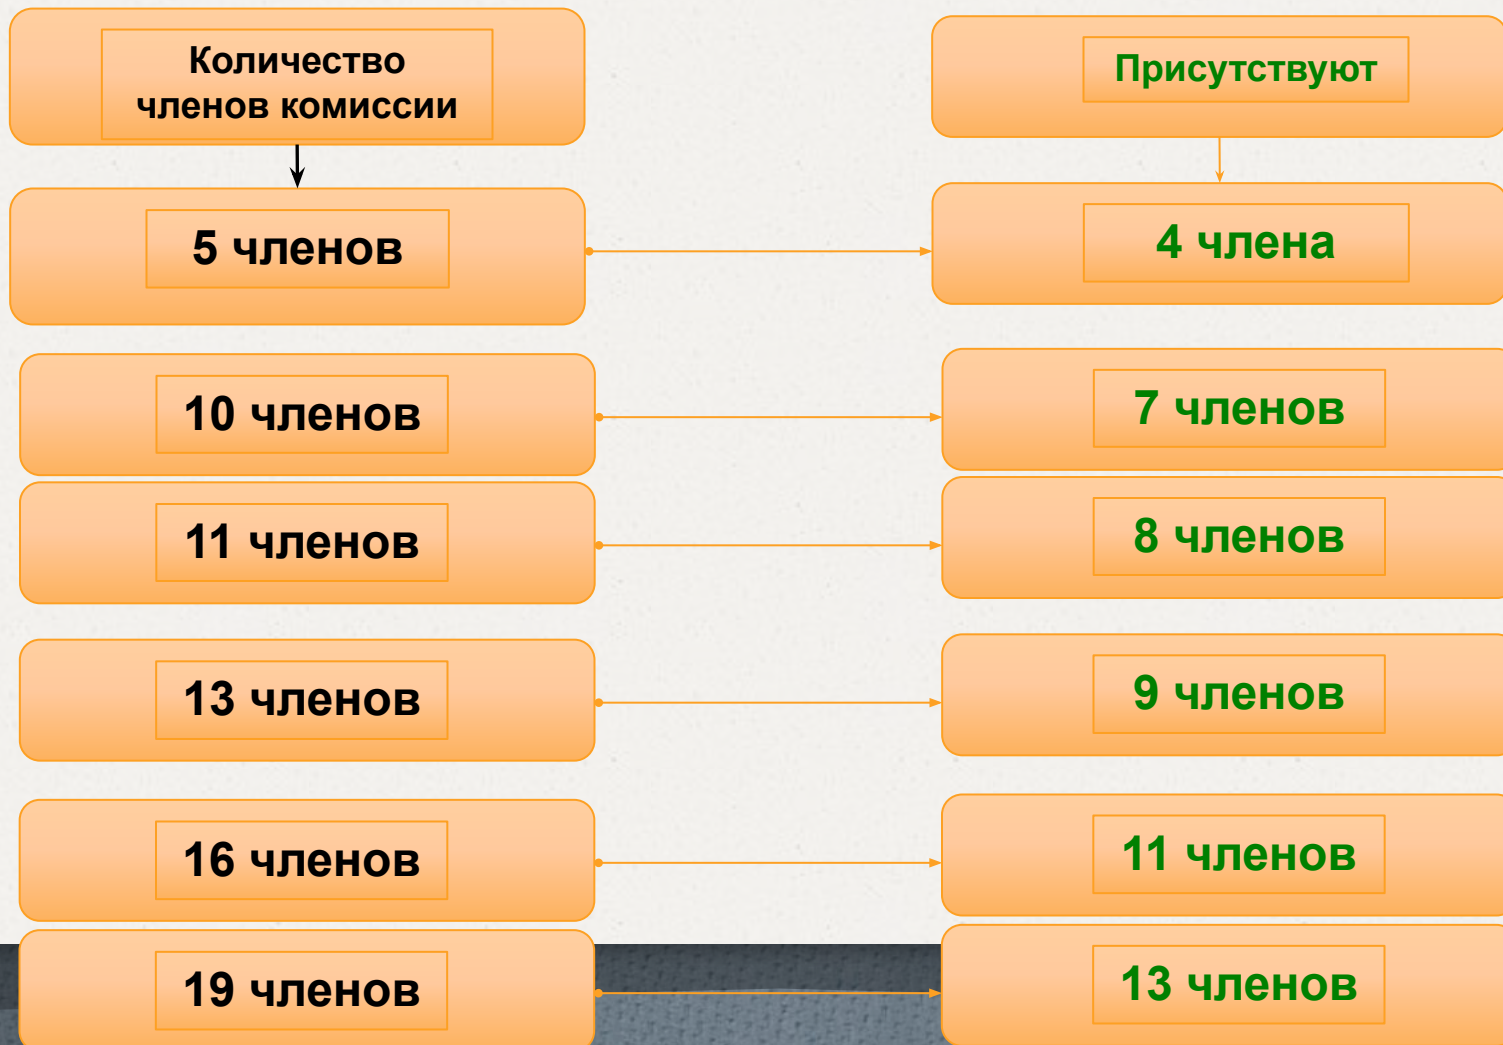 Количество
членов комиссии
Присутствуют
5 членов
4 члена
10 членов
7 членов
11 членов
8 членов
13 членов
9 членов
16 членов
11 членов
19 членов
13 членов